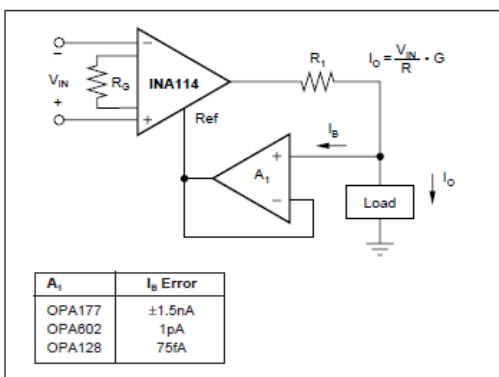 −
V_IN
+
R_G
−
INA114
+
Ref
R_1
I_O = V_IN/R · G
I_B
+
A_1
−
Load
I_O
A_1 I_B Error
OPA177 ±1.5nA
OPA602 1pA
OPA128 75fA